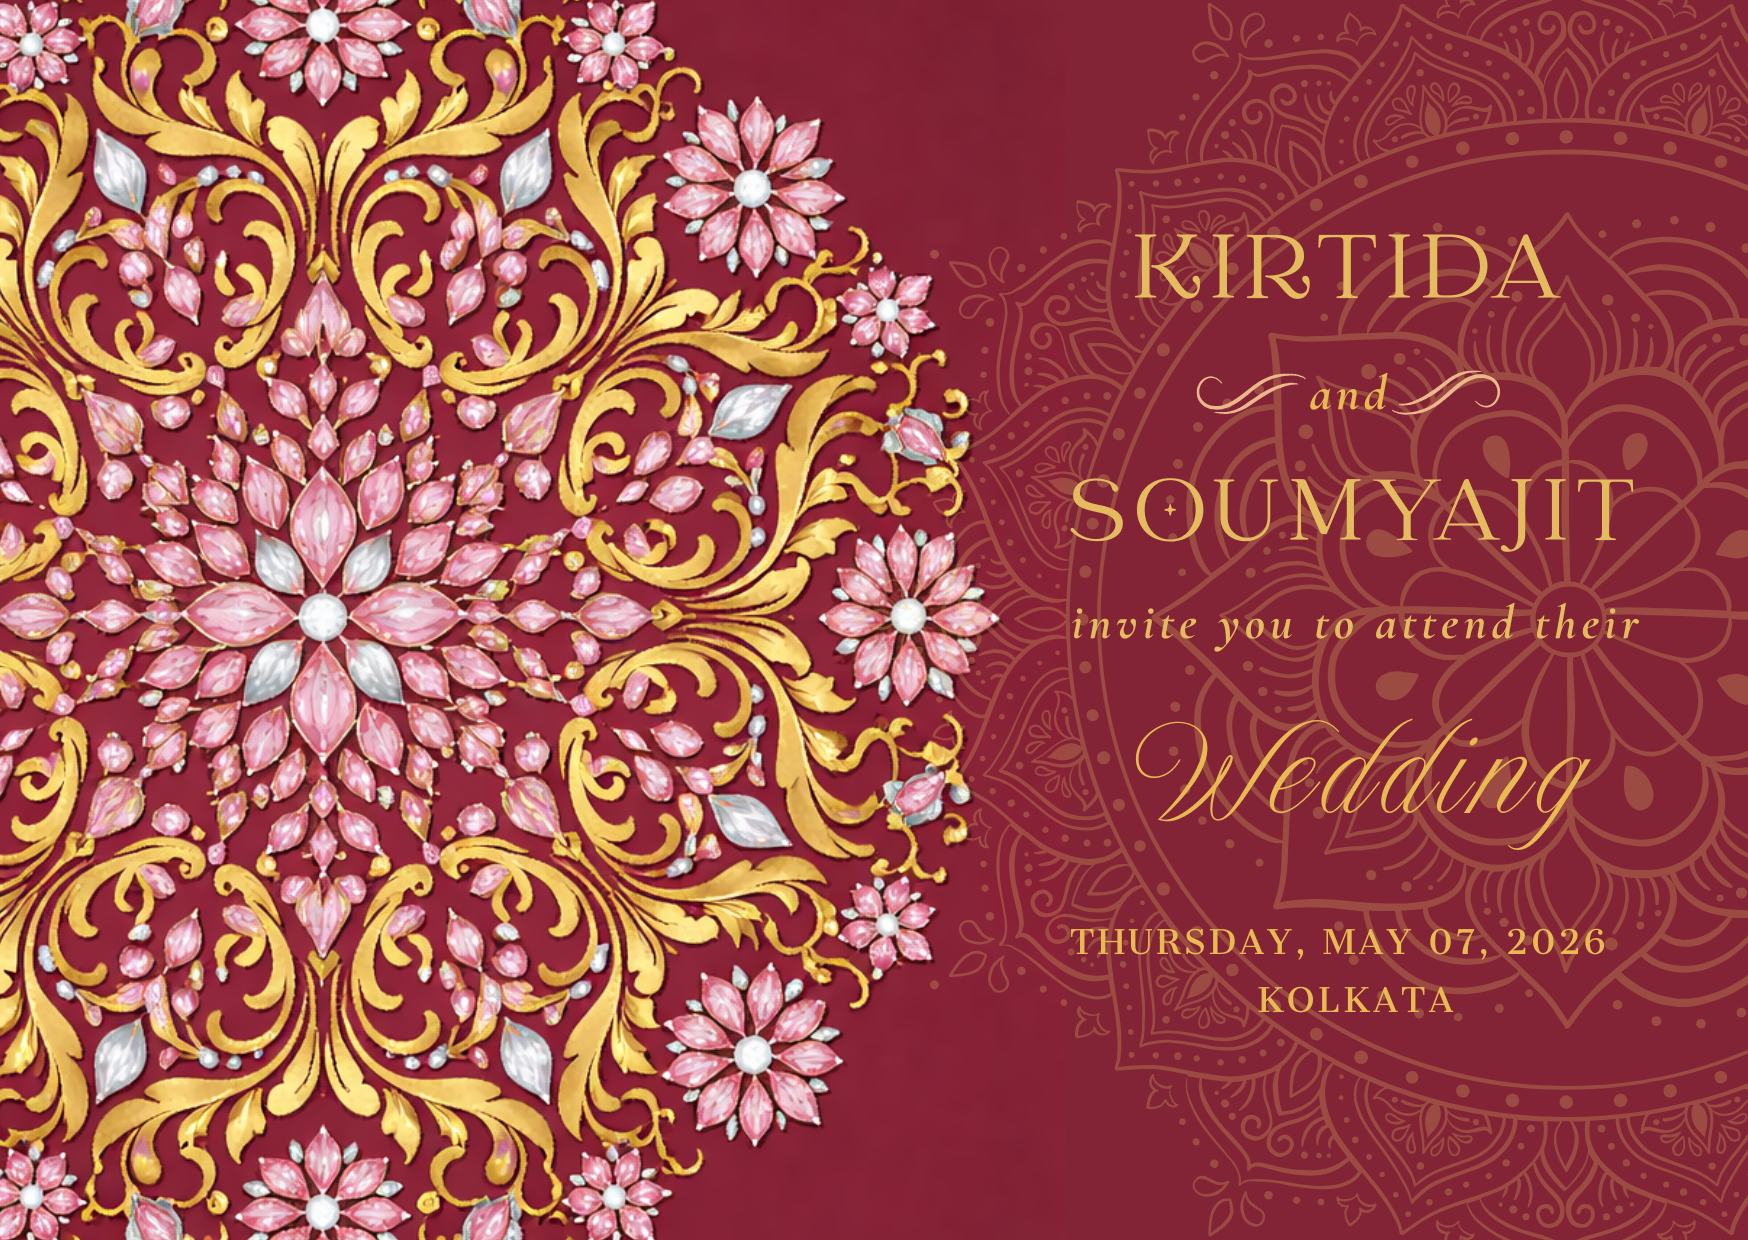 KIRTIDA
and
SOUMYAJIT
invite you to attend their
Wedding
THURSDAY, MAY 07, 2026
KOLKATA